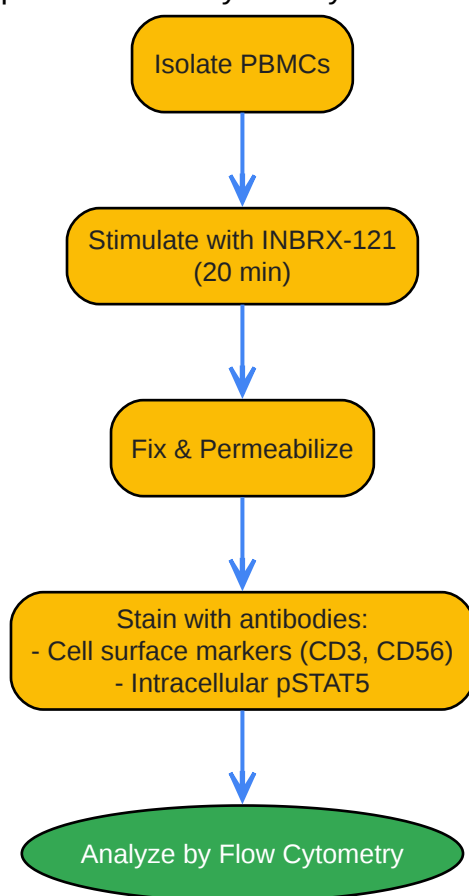 Isolate PBMCs
Stimulate with INBRX-121
(20 min)
Fix & Permeabilize
Stain with antibodies:
- Cell surface markers (CD3, CD56)
- Intracellular pSTAT5
Analyze by Flow Cytometry